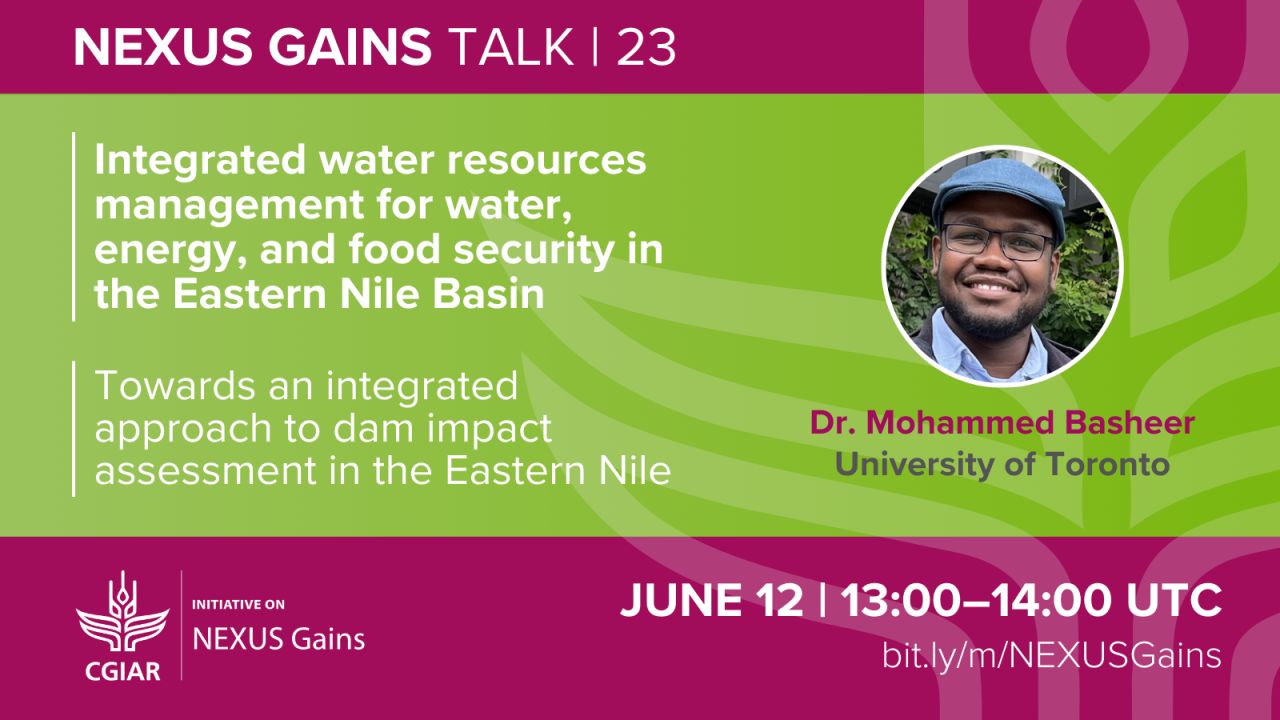 NEXUS GAINS TALK | 23
Integrated water resources
management for water,
energy, and food security in
the Eastern Nile Basin
Towards an integrated
approach to dam impact
assessment in the Eastern Nile
Dr. Mohammed Basheer
University of Toronto
CGIAR
INITIATIVE ON
NEXUS Gains
JUNE 12 | 13:00–14:00 UTC
bit.ly/m/NEXUSGains